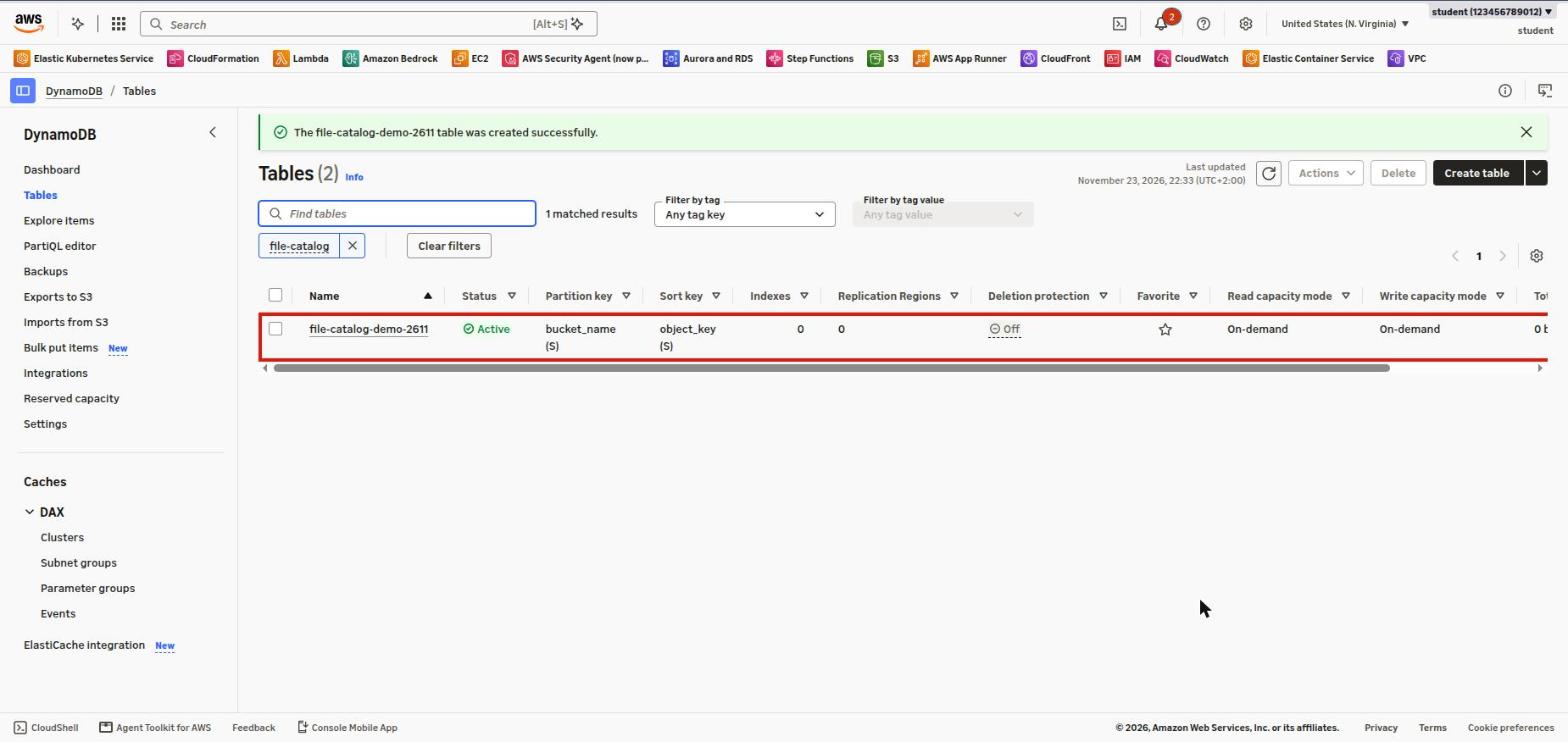 aws
Search [Alt+S]
2
United States (N. Virginia)
student (123456789012)
student
Elastic Kubernetes Service CloudFormation Lambda Amazon Bedrock EC2 AWS Security Agent (now p... Aurora and RDS Step Functions S3 AWS App Runner CloudFront IAM CloudWatch Elastic Container Service VPC
DynamoDB / Tables
DynamoDB
Dashboard
Tables
Explore items
PartiQL editor
Backups
Exports to S3
Imports from S3
Bulk put items New
Integrations
Reserved capacity
Settings
Caches
DAX
Clusters
Subnet groups
Parameter groups
Events
ElastiCache integration New
The file-catalog-demo-2611 table was created successfully.
Tables (2) Info
Last updated
November 23, 2026, 22:33 (UTC+2:00)
Actions Delete Create table
Find tables
1 matched results
Filter by tag
Any tag key
Filter by tag value
Any tag value
file-catalog
Clear filters
1
Name Status Partition key Sort key Indexes Replication Regions Deletion protection Favorite Read capacity mode Write capacity mode Tot
file-catalog-demo-2611 Active bucket_name (S) object_key (S) 0 0 Off On-demand On-demand 0 b
CloudShell Agent Toolkit for AWS Feedback Console Mobile App
© 2026, Amazon Web Services, Inc. or its affiliates. Privacy Terms Cookie preferences